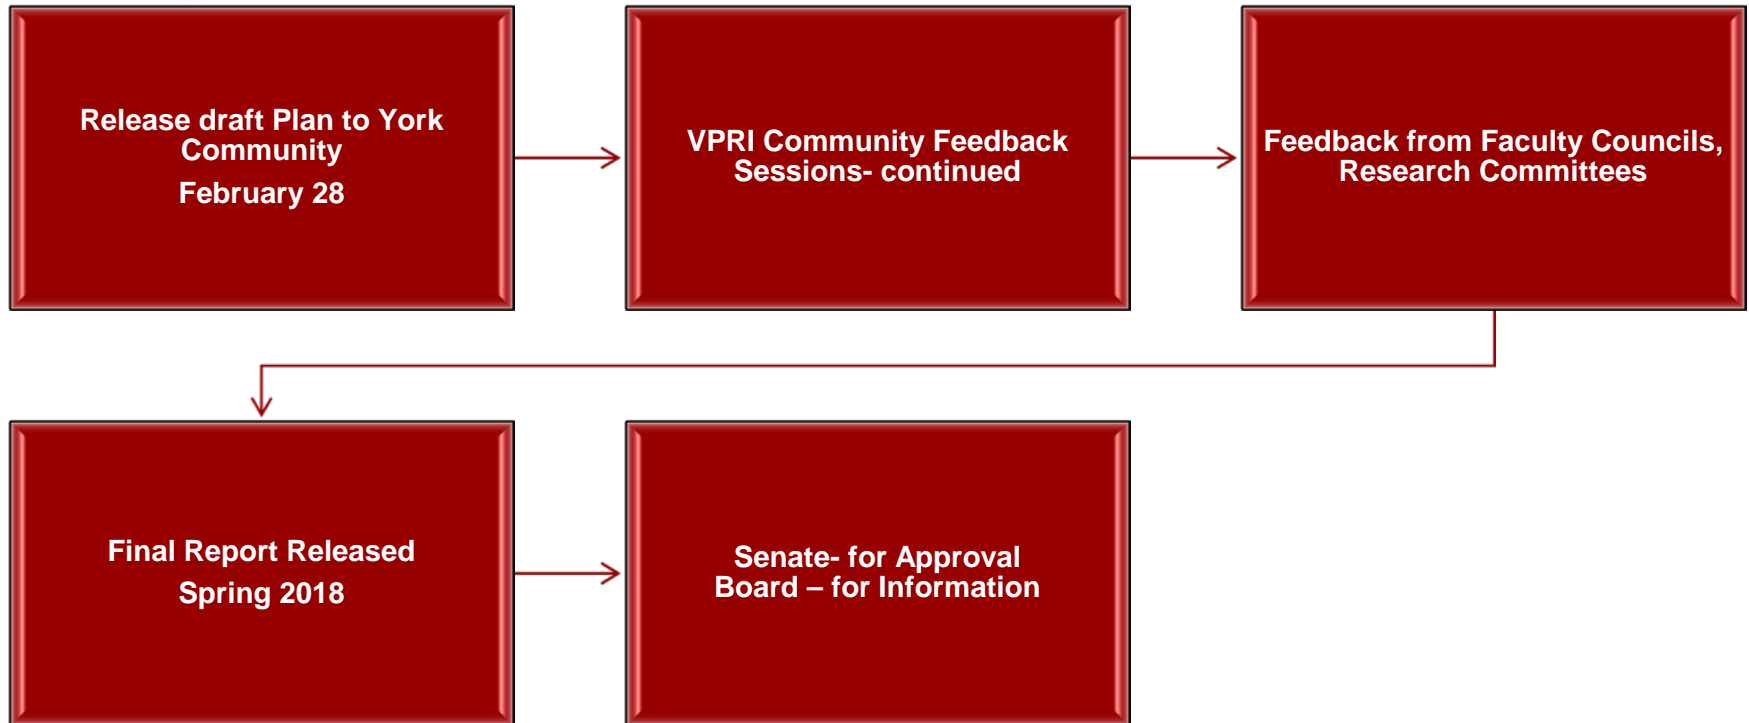 Release draft Plan to York
Community
February 28
VPRI Community Feedback
Sessions- continued
Feedback from Faculty Councils,
Research Committees
Final Report Released
Spring 2018
Senate- for Approval
Board – for Information